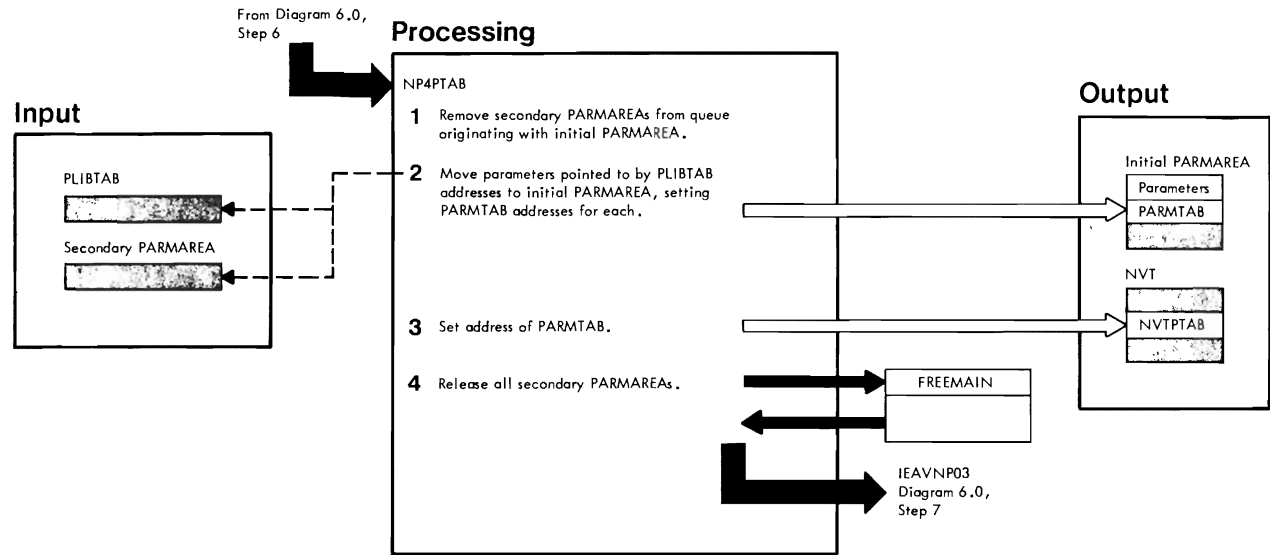 From Diagram 6.0,
Step 6
Processing
NP4PTAB
1 Remove secondary PARMAREAs from queue
originating with initial PARMAREA.
2 Move parameters pointed to by PLIBTAB
addresses to initial PARMAREA, setting
PARMTAB addresses for each.
3 Set address of PARMTAB.
4 Release all secondary PARMAREAs.
Input
PLIBTAB
Secondary PARMAREA
Output
Initial PARMAREA
Parameters
PARMTAB
NVT
NVTPTAB
FREEMAIN
IEAVNP03
Diagram 6.0,
Step 7